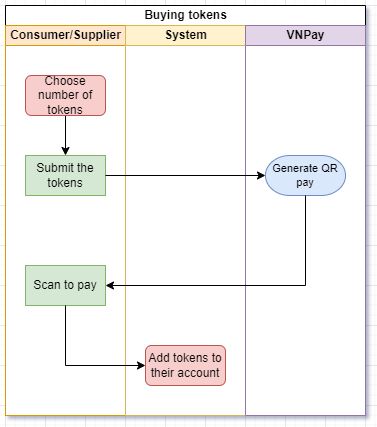 Buying tokens
Consumer/Supplier
System
VNPay
Choose
number of
tokens
Submit the
tokens
Generate QR
pay
Scan to pay
Add tokens to
their account